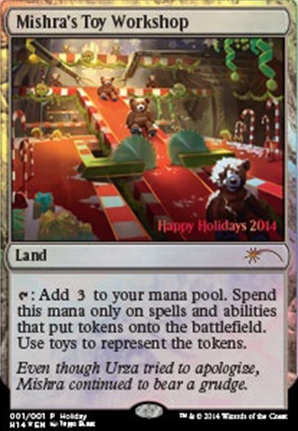 Mishra's Toy Workshop
Happy Holidays 2014
Land
: Add 3 to your mana pool. Spend
this mana only on spells and abilities
that put tokens onto the battlefield.
Use toys to represent the tokens.
Even though Urza tried to apologize,
Mishra continued to bear a grudge.
001/001 P Holiday
H14 EN
™ & © 2014 Wizards of the Coast